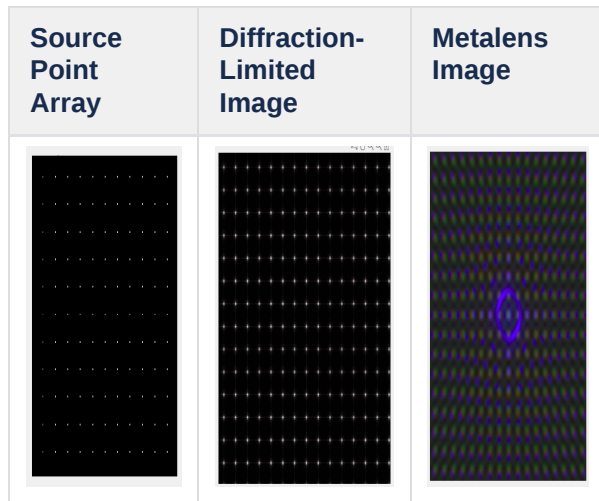 Source
Point
Array
Diffraction-
Limited
Image
Metalens
Image